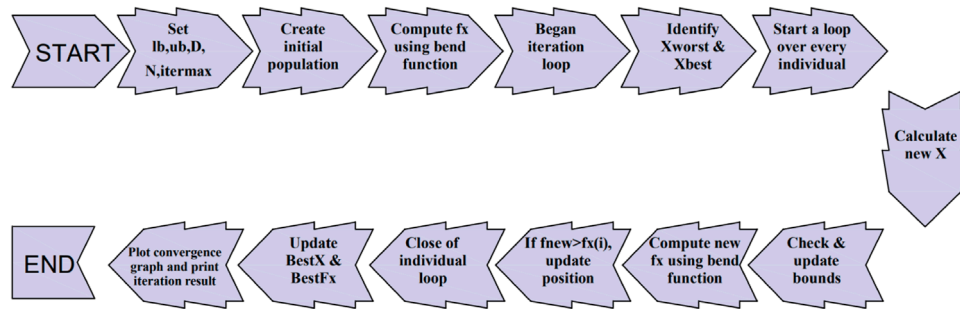 START
Set
lb,ub,D,
N,itermax
Create
initial
population
Compute fx
using bend
function
Began
iteration
loop
Identify
Xworst &
Xbest
Start a loop
over every
individual
Calculate
new X
Check &
update
bounds
Compute new
fx using bend
function
If fnew>fx(i),
update
position
Close of
individual
loop
Update
BestX &
BestFx
Plot convergence
graph and print
iteration result
END